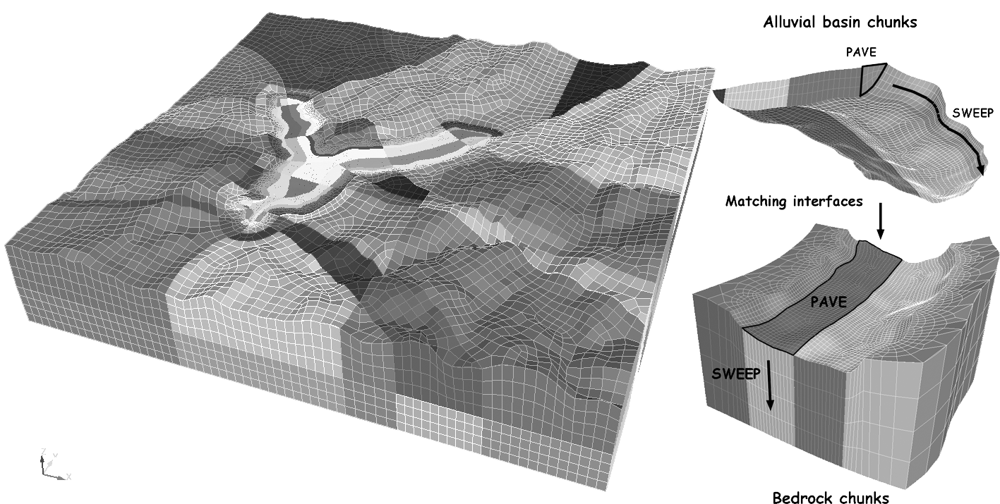 Alluvial basin chunks
PAVE
SWEEP
Matching interfaces
PAVE
SWEEP
Bedrock chunks
Z
Y
X